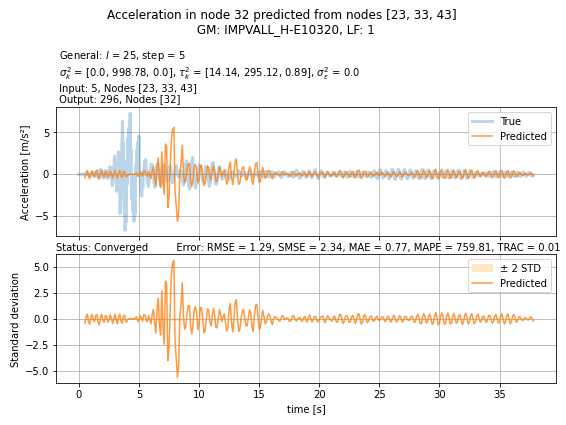 Acceleration in node 32 predicted from nodes [23, 33, 43]
GM: IMPVALL_H-E10320, LF: 1
General: l = 25, step = 5
σ²ₖ = [0.0, 998.78, 0.0], τ²ₖ = [14.14, 295.12, 0.89], σ²ε = 0.0
Input: 5, Nodes [23, 33, 43]
Output: 296, Nodes [32]
Acceleration [m/s²]
5
0
−5
True
Predicted
Status: Converged Error: RMSE = 1.29, SMSE = 2.34, MAE = 0.77, MAPE = 759.81, TRAC = 0.01
Standard deviation
5.0
2.5
0.0
−2.5
−5.0
± 2 STD
Predicted
0 5 10 15 20 25 30 35
time [s]